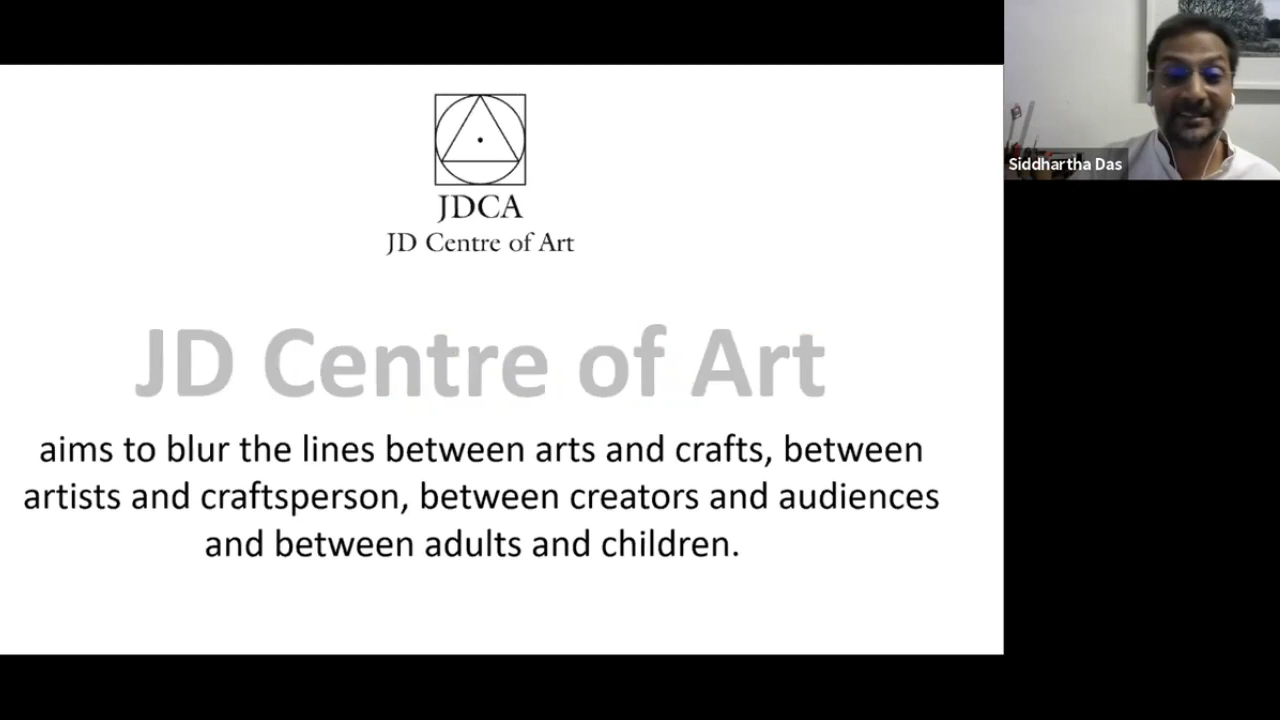 JDCA
JD Centre of Art
JD Centre of Art
aims to blur the lines between arts and crafts, between
artists and craftsperson, between creators and audiences
and between adults and children.
Siddhartha Das